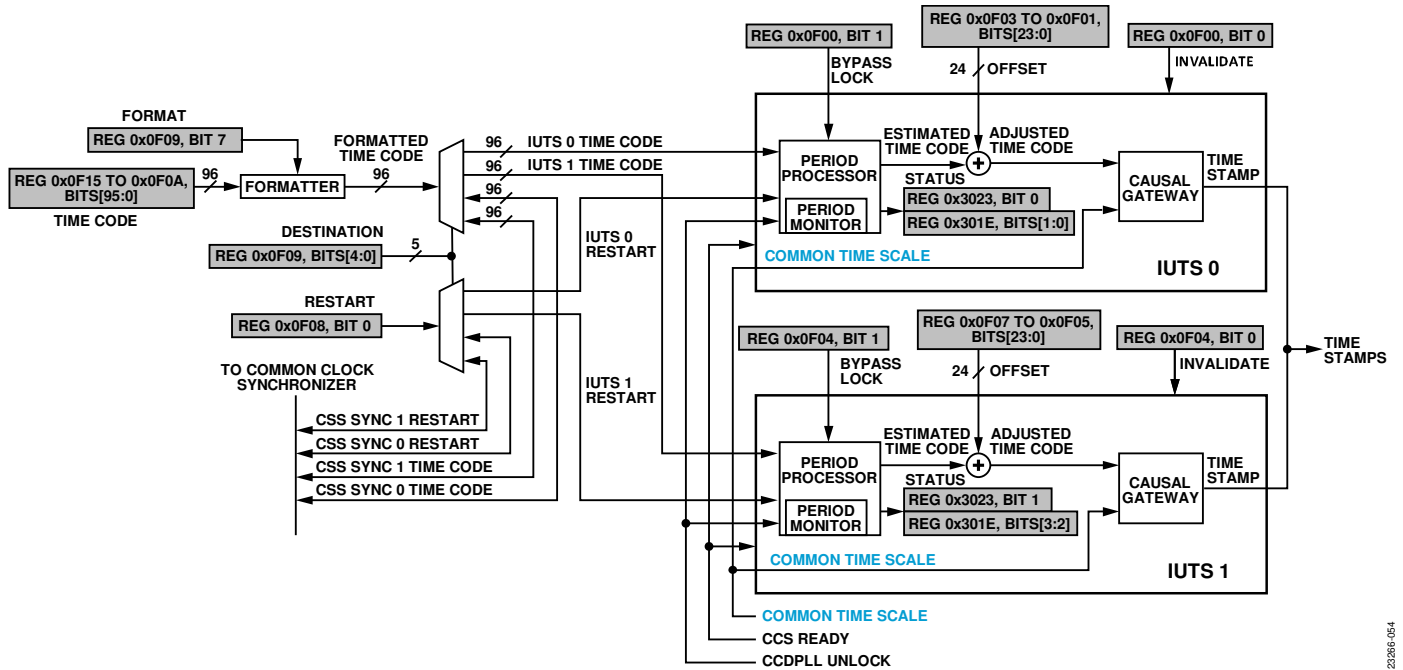 REG 0x0F00, BIT 1
REG 0x0F03 TO 0x0F01,
BITS[23:0]
REG 0x0F00, BIT 0
BYPASS
LOCK
24
OFFSET
INVALIDATE
FORMAT
REG 0x0F09, BIT 7
FORMATTED
TIME CODE
REG 0x0F15 TO 0x0F0A,
BITS[95:0]
TIME CODE
96
FORMATTER
96
96
IUTS 0 TIME CODE
96
IUTS 1 TIME CODE
96
96
DESTINATION
REG 0x0F09, BITS[4:0]
5
RESTART
REG 0x0F08, BIT 0
IUTS 0
RESTART
IUTS 1
RESTART
TO COMMON CLOCK
SYNCHRONIZER
CSS SYNC 1 RESTART
CSS SYNC 0 RESTART
CSS SYNC 1 TIME CODE
CSS SYNC 0 TIME CODE
PERIOD
PROCESSOR
PERIOD
MONITOR
ESTIMATED
TIME CODE
+
ADJUSTED
TIME CODE
STATUS
REG 0x3023, BIT 0
REG 0x301E, BITS[1:0]
CAUSAL
GATEWAY
TIME
STAMP
COMMON TIME SCALE
IUTS 0
REG 0x0F04, BIT 1
REG 0x0F07 TO 0x0F05,
BITS[23:0]
REG 0x0F04, BIT 0
BYPASS
LOCK
24
OFFSET
INVALIDATE
TIME
STAMPS
PERIOD
PROCESSOR
PERIOD
MONITOR
ESTIMATED
TIME CODE
+
ADJUSTED
TIME CODE
STATUS
REG 0x3023, BIT 1
REG 0x301E, BITS[3:2]
CAUSAL
GATEWAY
TIME
STAMP
COMMON TIME SCALE
IUTS 1
COMMON TIME SCALE
CCS READY
CCDPLL UNLOCK
23266-054